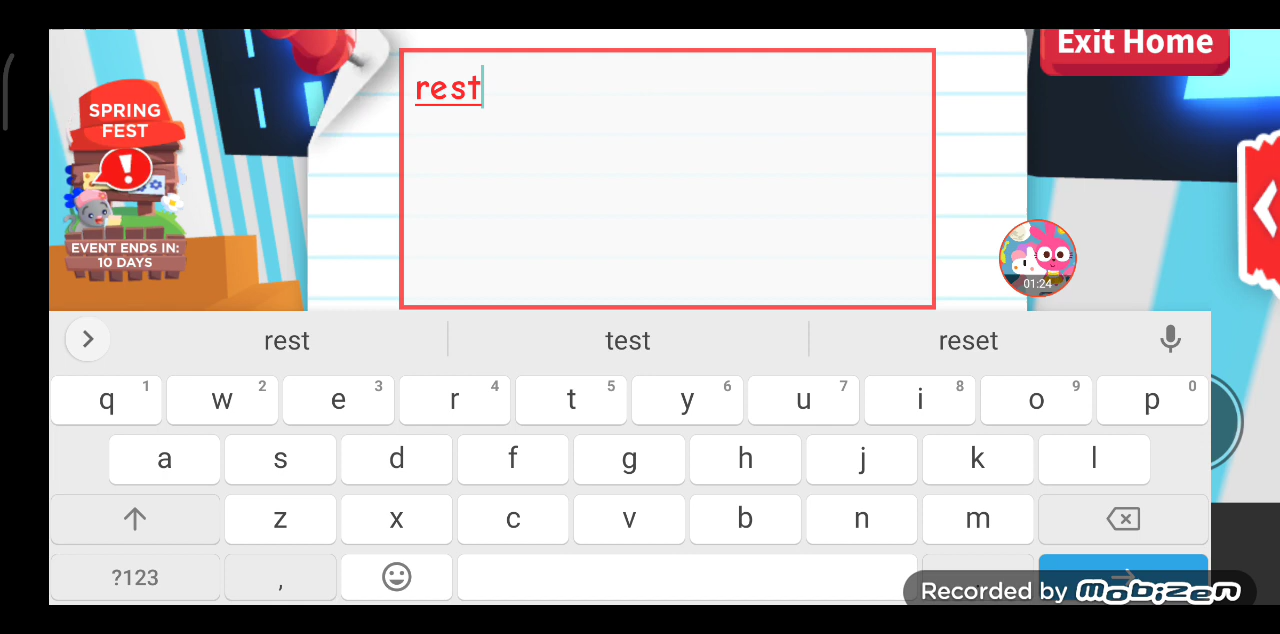 Exit Home
rest
SPRING
FEST
!
EVENT ENDS IN:
10 DAYS
01:24
rest test reset
q 1 w 2 e 3 r 4 t 5 y 6 u 7 i 8 o 9 p 0
a s d f g h j k l
z x c v b n m
?123 , .
Recorded by mobizen